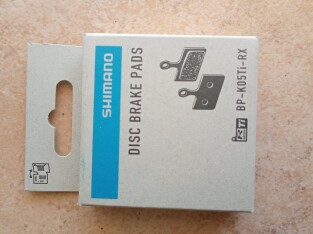 SHIMANO
DISC BRAKE PADS
BP-K05Ti-RX